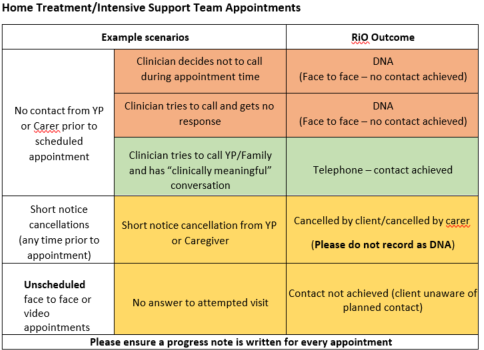 Home Treatment/Intensive Support Team Appointments
Example scenarios
RiO Outcome
No contact from YP
or Carer prior to
scheduled
appointment
Clinician decides not to call
during appointment time
DNA
(Face to face – no contact achieved)
Clinician tries to call and gets no
response
DNA
(Face to face – no contact achieved)
Clinician tries to call YP/Family
and has “clinically meaningful”
conversation
Telephone – contact achieved
Short notice
cancellations
(any time prior to
appointment)
Short notice cancellation from YP
or Caregiver
Cancelled by client/cancelled by carer
(Please do not record as DNA)
Unscheduled
face to face or
video
appointments
No answer to attempted visit
Contact not achieved (client unaware of
planned contact)
Please ensure a progress note is written for every appointment